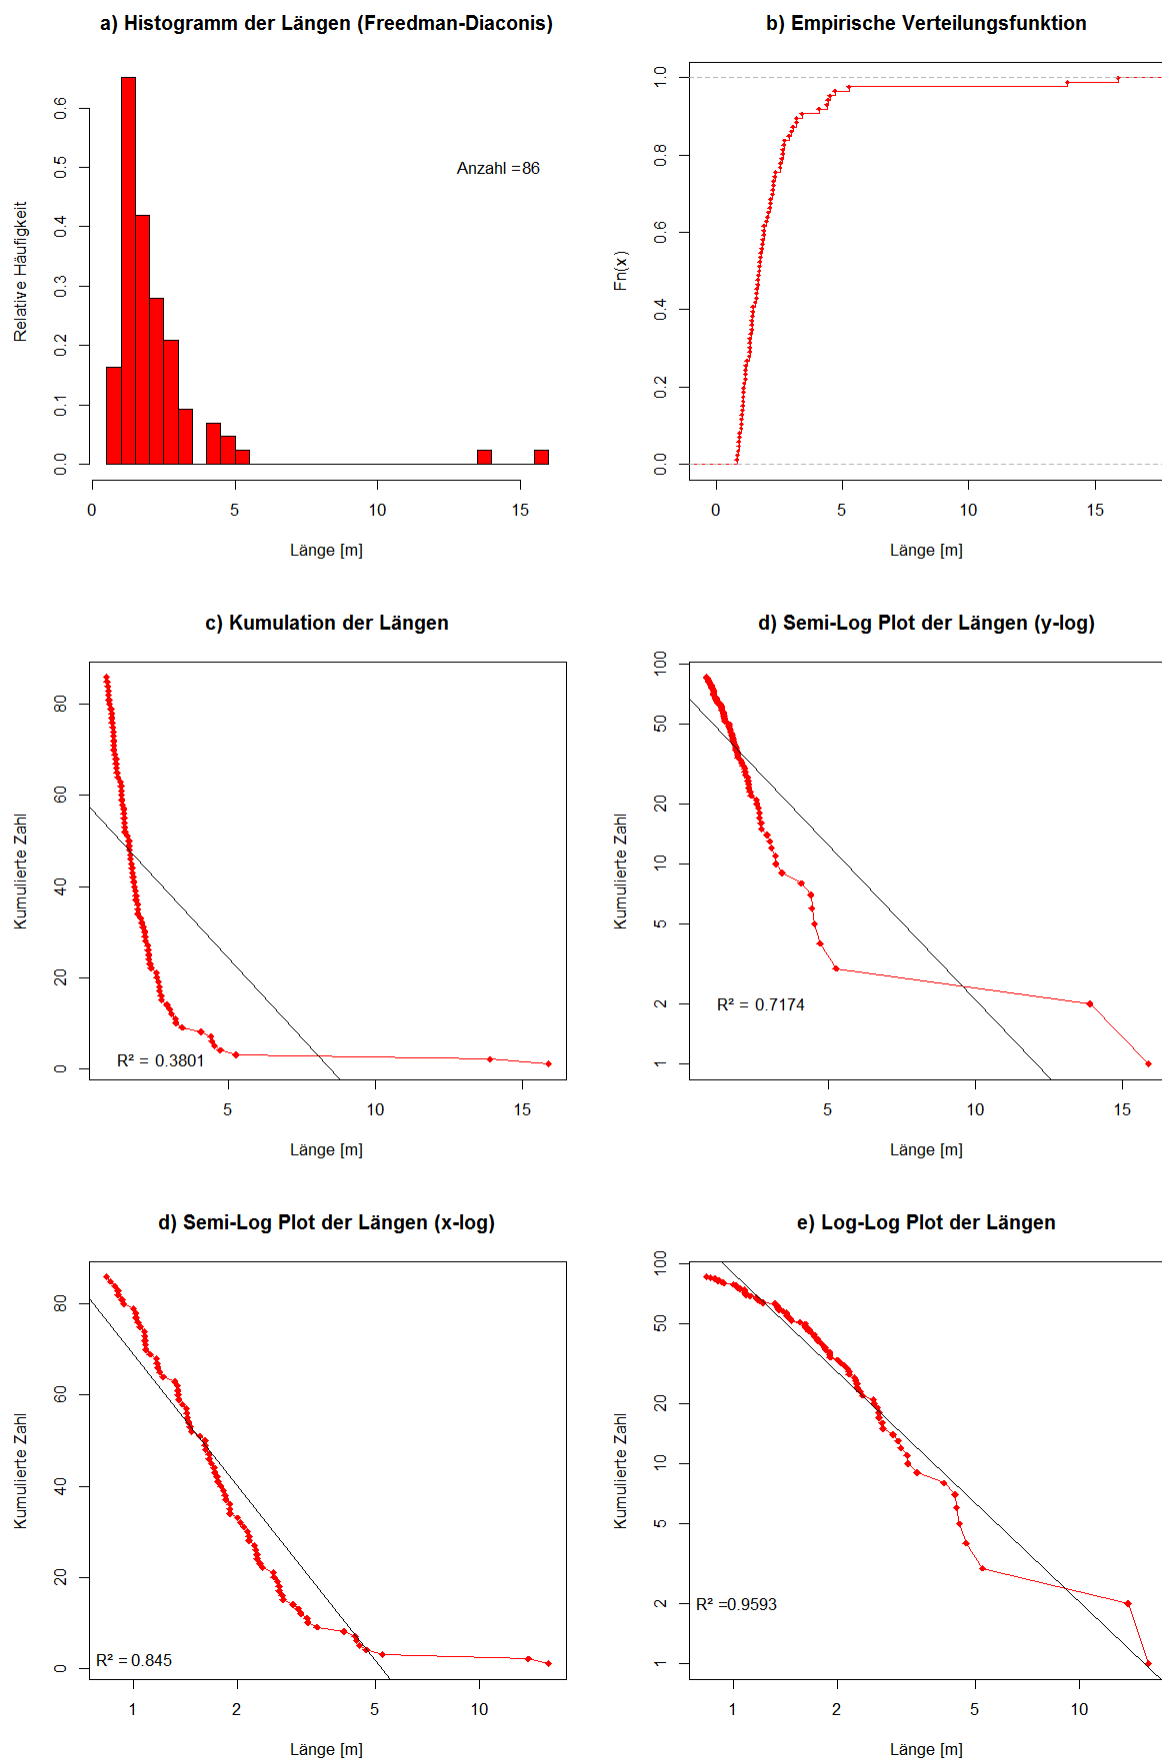 a) Histogramm der Längen (Freedman-Diaconis)
Relative Häufigkeit
0.0 0.1 0.2 0.3 0.4 0.5 0.6
Anzahl =86
0 5 10 15
Länge [m]
b) Empirische Verteilungsfunktion
Fn(x)
0.0 0.2 0.4 0.6 0.8 1.0
0 5 10 15
Länge [m]
c) Kumulation der Längen
Kumulierte Zahl
0 20 40 60 80
R² = 0.3801
5 10 15
Länge [m]
d) Semi-Log Plot der Längen (y-log)
Kumulierte Zahl
1 2 5 10 20 50 100
R² = 0.7174
5 10 15
Länge [m]
d) Semi-Log Plot der Längen (x-log)
Kumulierte Zahl
0 20 40 60 80
R² = 0.845
1 2 5 10
Länge [m]
e) Log-Log Plot der Längen
Kumulierte Zahl
1 2 5 10 20 50 100
R² =0.9593
1 2 5 10
Länge [m]